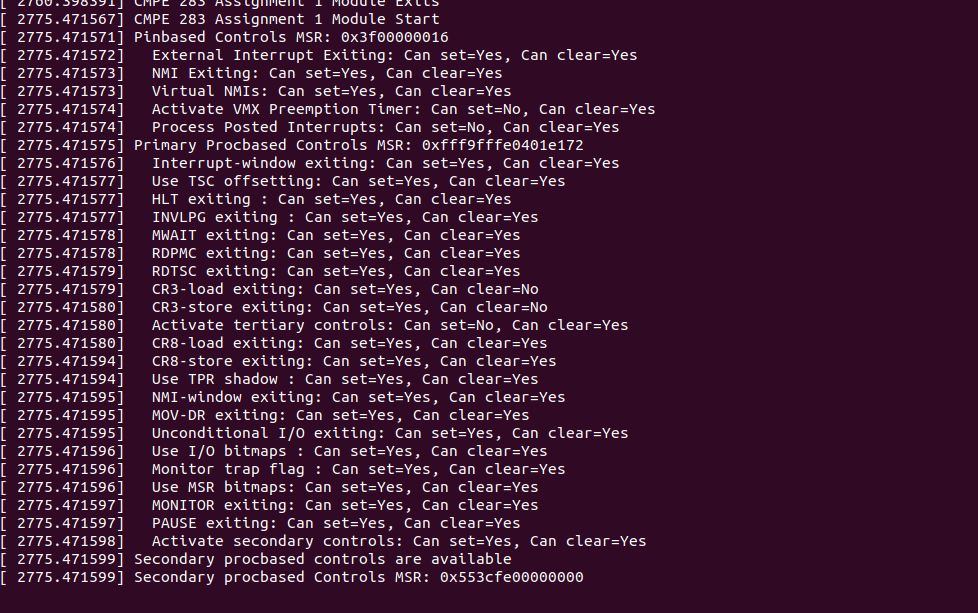 [ 2760.398391] CMPE 283 Assignment 1 Module Exits
[ 2775.471567] CMPE 283 Assignment 1 Module Start
[ 2775.471571] Pinbased Controls MSR: 0x3f00000016
[ 2775.471572]   External Interrupt Exiting: Can set=Yes, Can clear=Yes
[ 2775.471573]   NMI Exiting: Can set=Yes, Can clear=Yes
[ 2775.471573]   Virtual NMIs: Can set=Yes, Can clear=Yes
[ 2775.471574]   Activate VMX Preemption Timer: Can set=No, Can clear=Yes
[ 2775.471574]   Process Posted Interrupts: Can set=No, Can clear=Yes
[ 2775.471575] Primary Procbased Controls MSR: 0xfff9fffe0401e172
[ 2775.471576]   Interrupt-window exiting: Can set=Yes, Can clear=Yes
[ 2775.471577]   Use TSC offsetting: Can set=Yes, Can clear=Yes
[ 2775.471577]   HLT exiting : Can set=Yes, Can clear=Yes
[ 2775.471577]   INVLPG exiting : Can set=Yes, Can clear=Yes
[ 2775.471578]   MWAIT exiting: Can set=Yes, Can clear=Yes
[ 2775.471578]   RDPMC exiting: Can set=Yes, Can clear=Yes
[ 2775.471579]   RDTSC exiting: Can set=Yes, Can clear=Yes
[ 2775.471579]   CR3-load exiting: Can set=Yes, Can clear=No
[ 2775.471580]   CR3-store exiting: Can set=Yes, Can clear=No
[ 2775.471580]   Activate tertiary controls: Can set=No, Can clear=Yes
[ 2775.471580]   CR8-load exiting: Can set=Yes, Can clear=Yes
[ 2775.471594]   CR8-store exiting: Can set=Yes, Can clear=Yes
[ 2775.471594]   Use TPR shadow : Can set=Yes, Can clear=Yes
[ 2775.471595]   NMI-window exiting: Can set=Yes, Can clear=Yes
[ 2775.471595]   MOV-DR exiting: Can set=Yes, Can clear=Yes
[ 2775.471595]   Unconditional I/O exiting: Can set=Yes, Can clear=Yes
[ 2775.471596]   Use I/O bitmaps : Can set=Yes, Can clear=Yes
[ 2775.471596]   Monitor trap flag : Can set=Yes, Can clear=Yes
[ 2775.471596]   Use MSR bitmaps: Can set=Yes, Can clear=Yes
[ 2775.471597]   MONITOR exiting: Can set=Yes, Can clear=Yes
[ 2775.471597]   PAUSE exiting: Can set=Yes, Can clear=Yes
[ 2775.471598]   Activate secondary controls: Can set=Yes, Can clear=Yes
[ 2775.471599] Secondary procbased controls are available
[ 2775.471599] Secondary procbased Controls MSR: 0x553cfe00000000